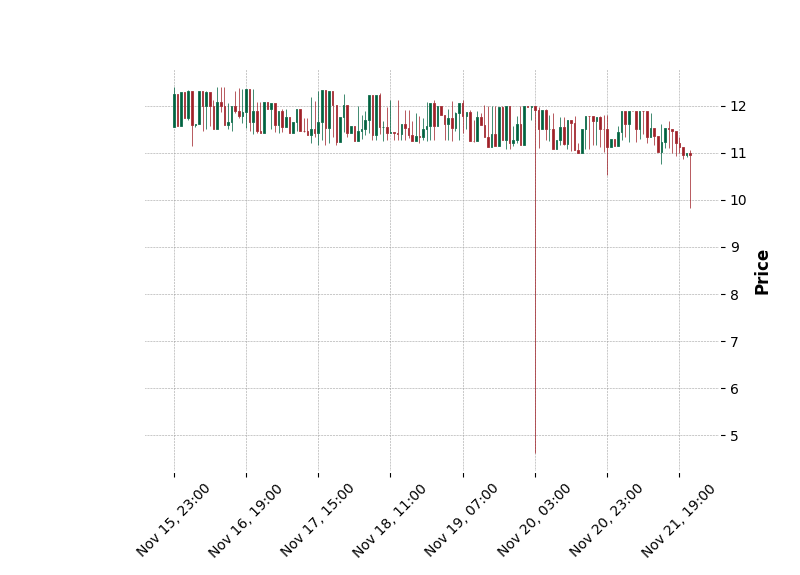 12
11
10
9
8
7
6
5
Price
Nov 15, 23:00
Nov 16, 19:00
Nov 17, 15:00
Nov 18, 11:00
Nov 19, 07:00
Nov 20, 03:00
Nov 20, 23:00
Nov 21, 19:00